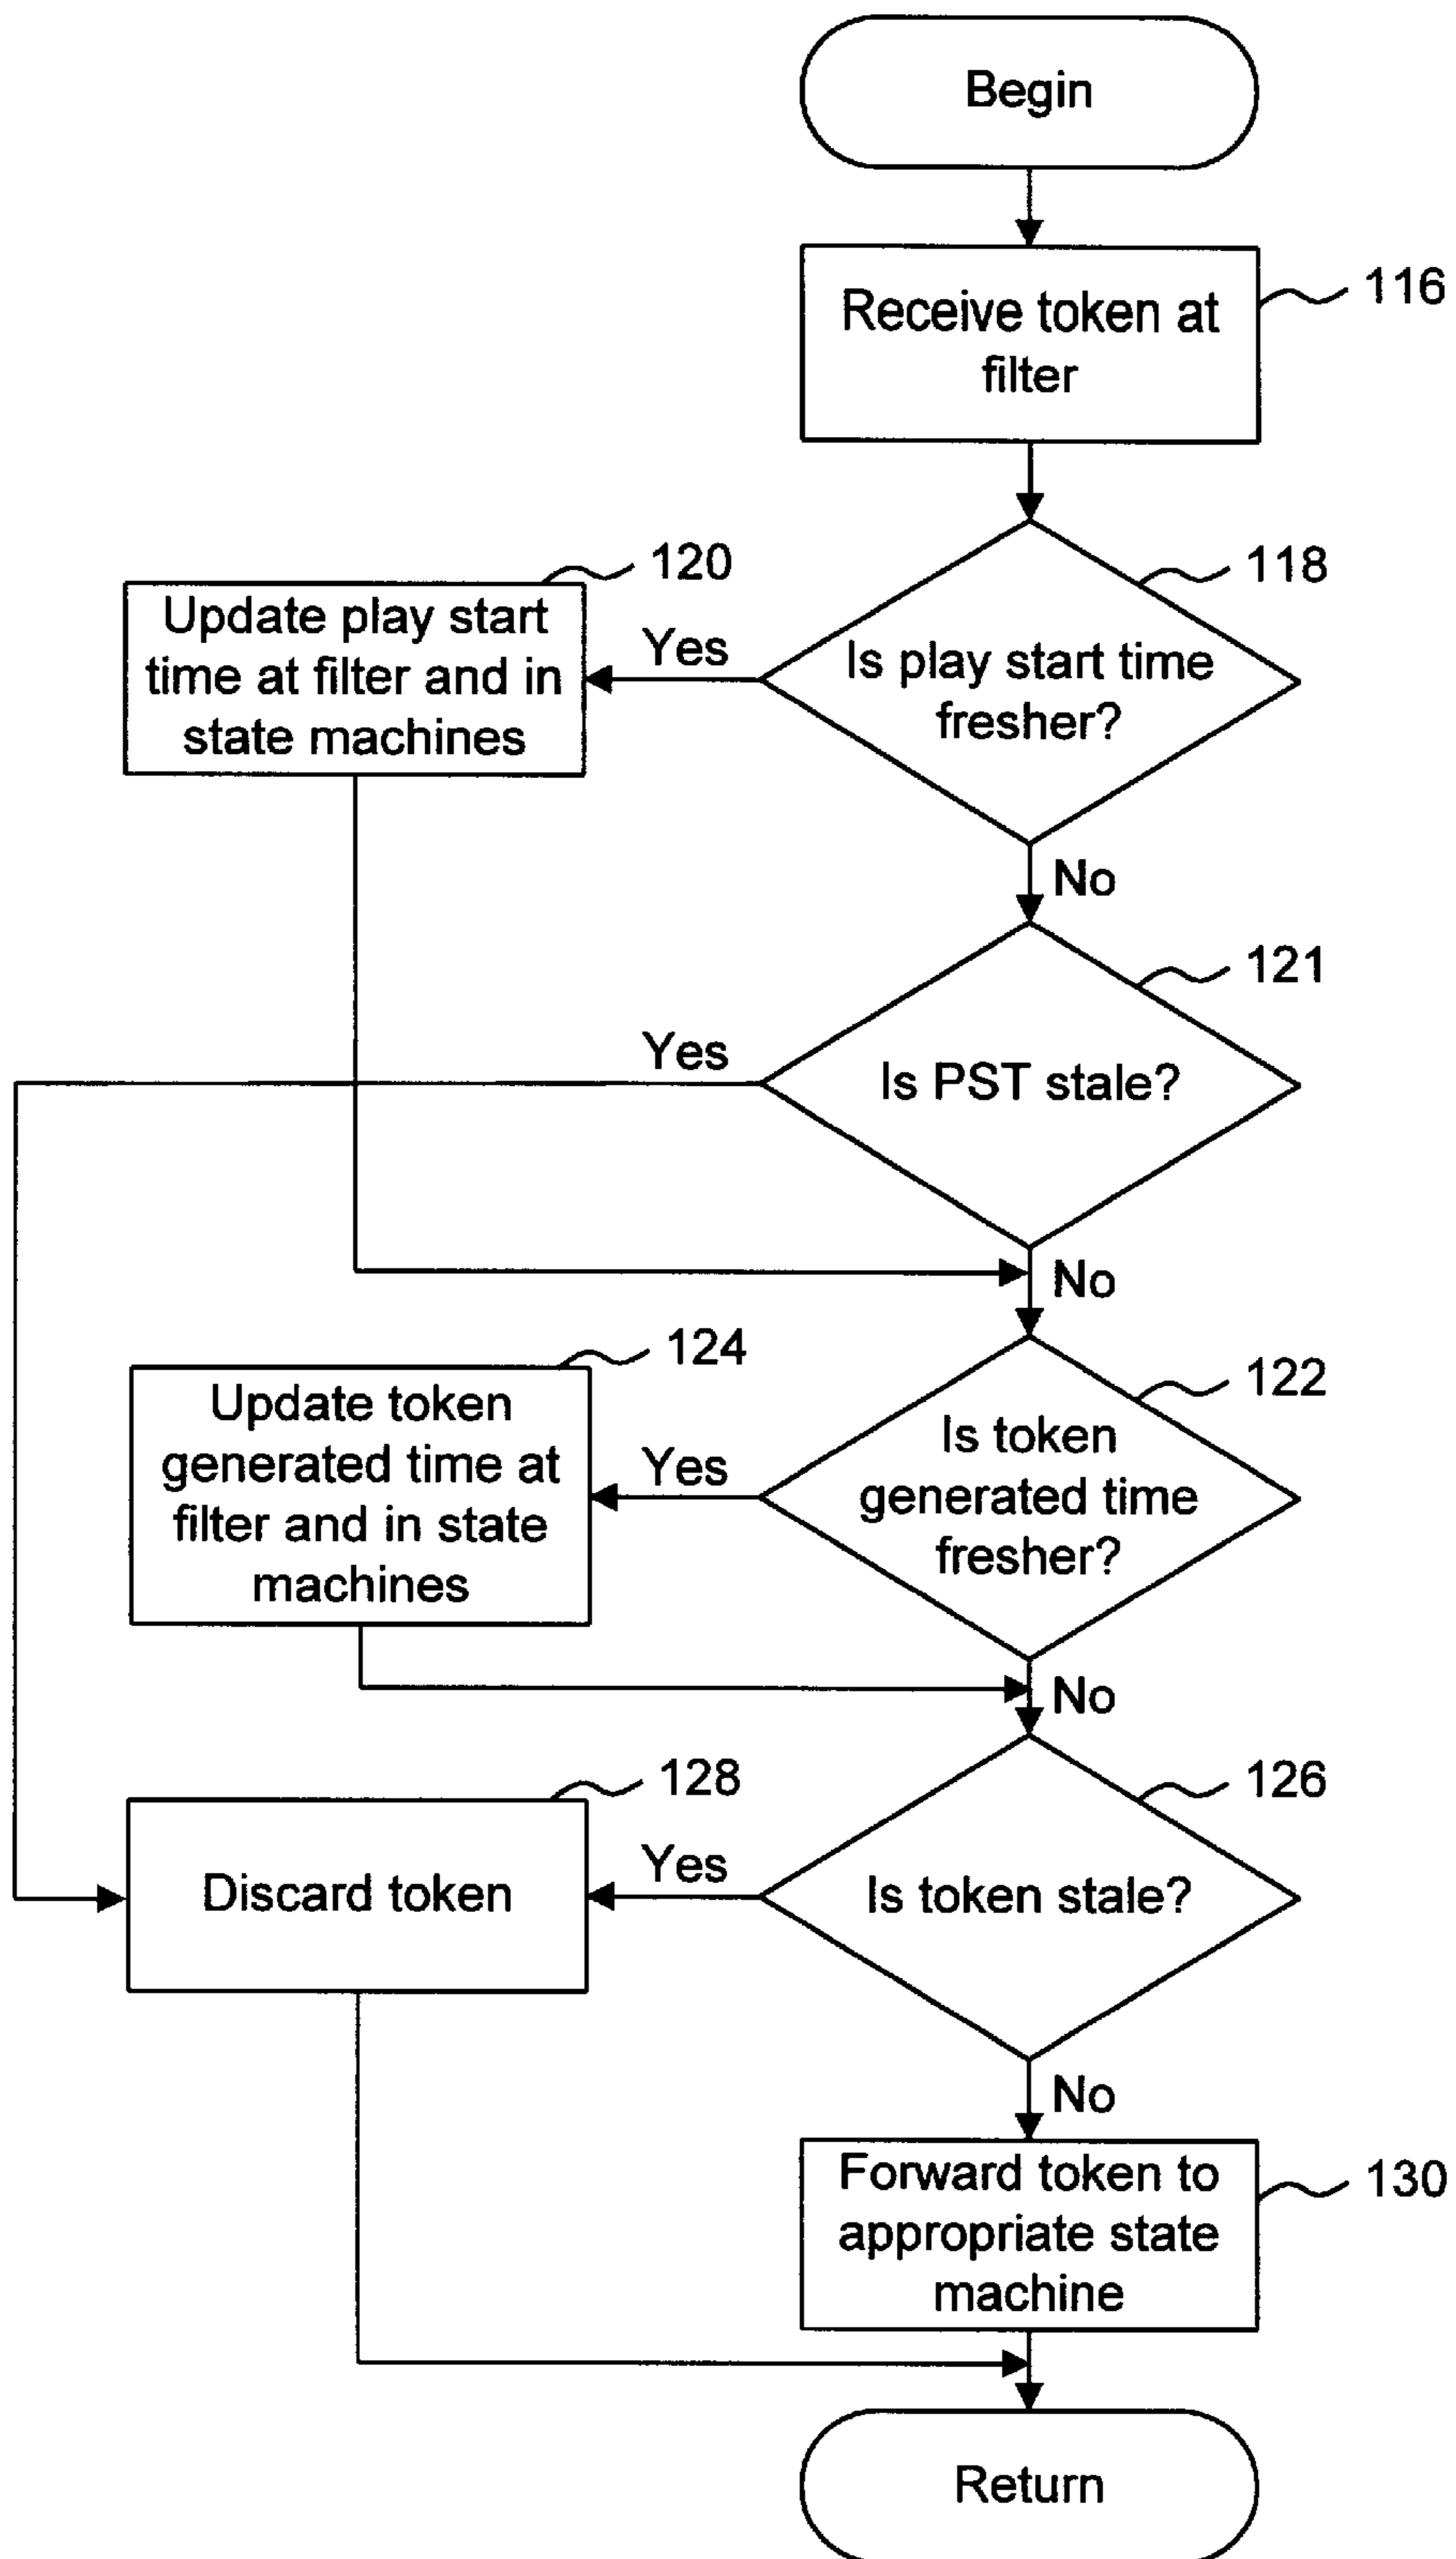 Begin
116
Receive token at
filter
120
118
Update play start
time at filter and in
state machines
Yes
Is play start time
fresher?
No
121
Yes
Is PST stale?
No
124
122
Update token
generated time at
filter and in state
machines
Yes
Is token
generated time
fresher?
No
128
126
Discard token
Yes
Is token stale?
No
130
Forward token to
appropriate state
machine
Return